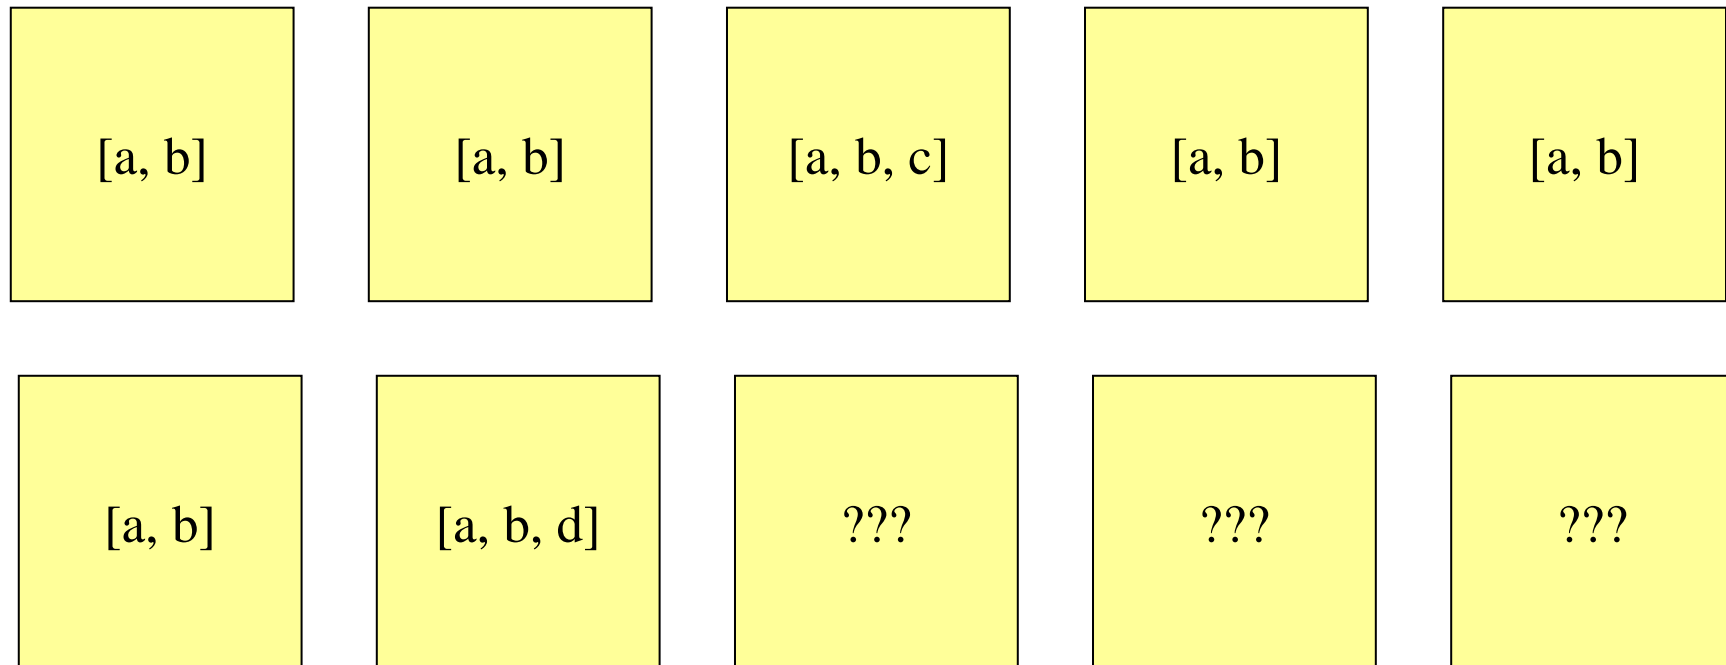 [a, b] [a, b] [a, b, c] [a, b] [a, b]
[a, b] [a, b, d] ??? ??? ???